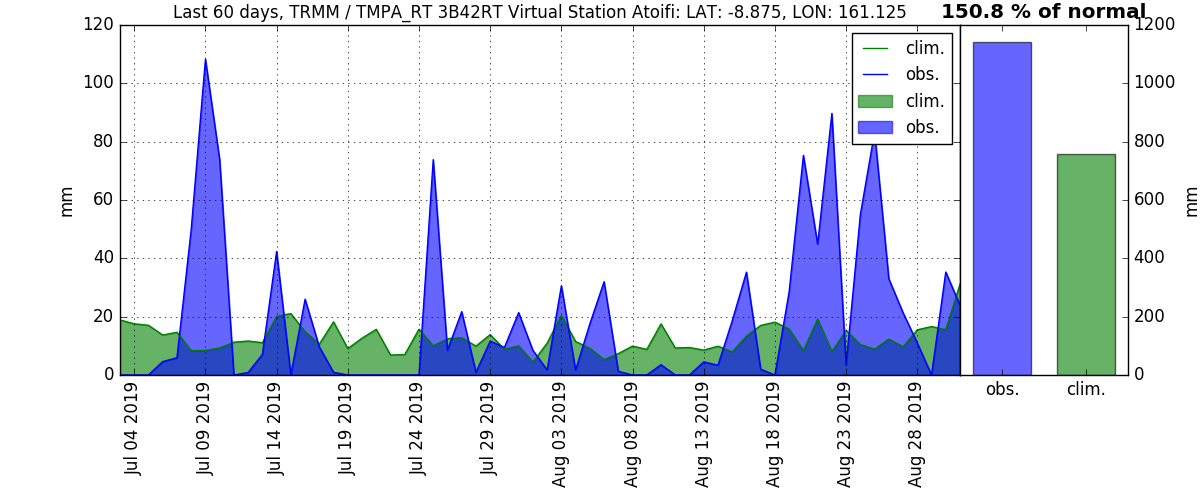 Last 60 days, TRMM / TMPA_RT 3B42RT Virtual Station Atoifi: LAT: -8.875, LON: 161.125
150.8 % of normal
120
100
80
60
40
20
0
mm
clim.
obs.
clim.
obs.
1200
1000
800
600
400
200
0
mm
Jul 04 2019
Jul 09 2019
Jul 14 2019
Jul 19 2019
Jul 24 2019
Jul 29 2019
Aug 03 2019
Aug 08 2019
Aug 13 2019
Aug 18 2019
Aug 23 2019
Aug 28 2019
obs.
clim.